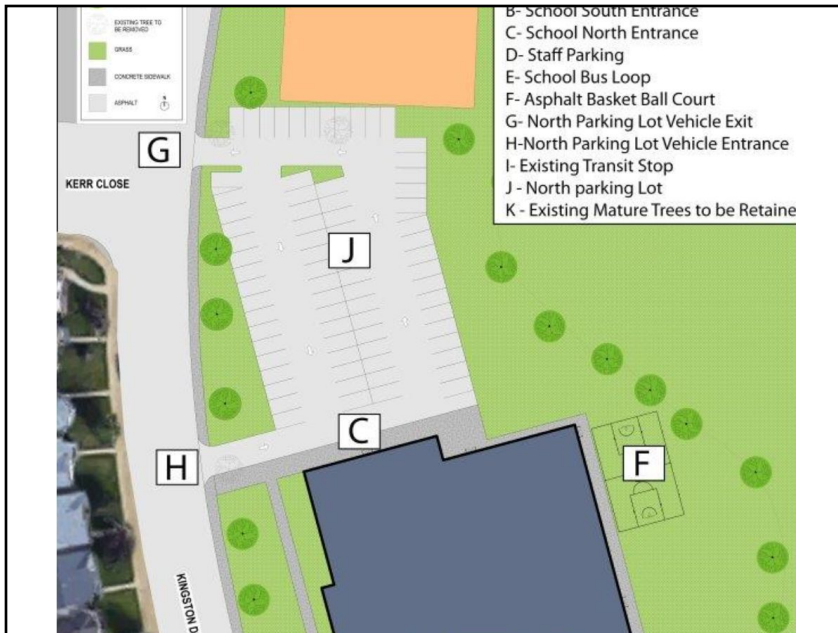 EXISTING TREE TO
BE REMOVED
GRASS
CONCRETE SIDEWALK
ASPHALT
B- School South Entrance
C- School North Entrance
D- Staff Parking
E- School Bus Loop
F- Asphalt Basket Ball Court
G- North Parking Lot Vehicle Exit
H-North Parking Lot Vehicle Entrance
I- Existing Transit Stop
J - North parking Lot
K - Existing Mature Trees to be Retaine
G
KERR CLOSE
J
C
H
F
KINGSTON D